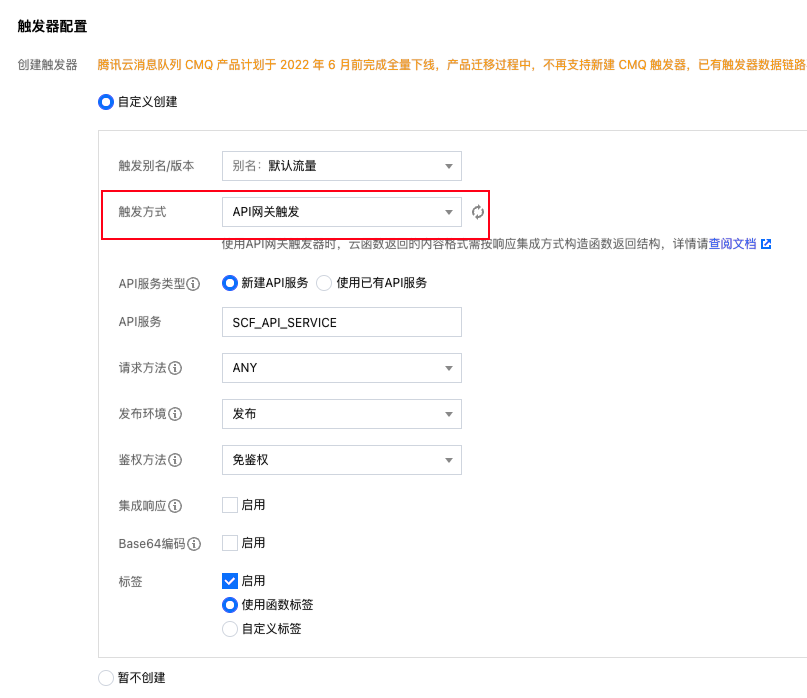 触发器配置
创建触发器 腾讯云消息队列 CMQ 产品计划于 2022 年 6 月前完成全量下线，产品迁移过程中，不再支持新建 CMQ 触发器，已有触发器数据链路
自定义创建
触发别名/版本 别名：默认流量
触发方式 API网关触发
使用API网关触发器时，云函数返回的内容格式需按响应集成方式构造函数返回结构，详情请查阅文档
API服务类型 新建API服务 使用已有API服务
API服务 SCF_API_SERVICE
请求方法 ANY
发布环境 发布
鉴权方法 免鉴权
集成响应 启用
Base64编码 启用
标签 启用
使用函数标签
自定义标签
暂不创建